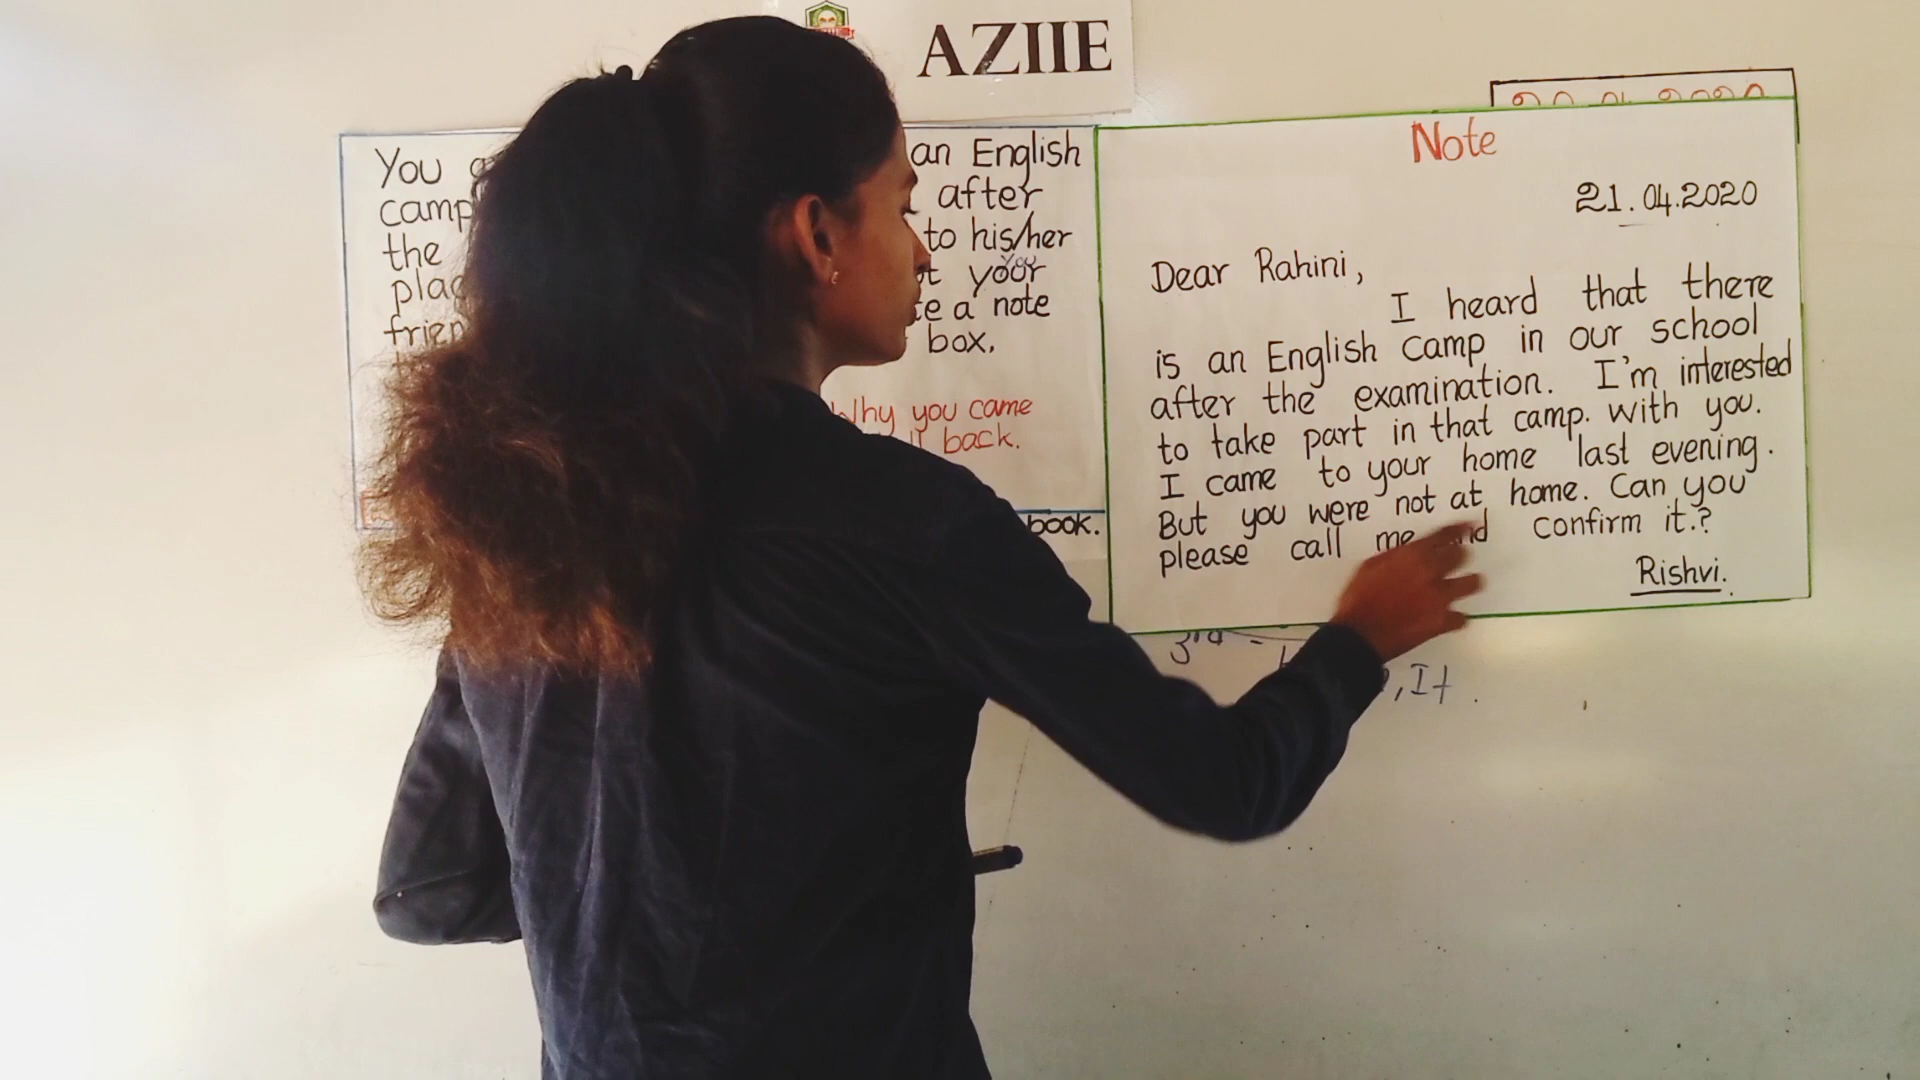 AZIIE
You an English
camp after
the to his/her
your
you
a note
box.
Why you came
back.
book.
Note
21.04.2020
Dear Rahini,
I heard that there
is an English Camp in our school
after the examination. I'm interested
to take part in that camp. with you.
I came to your home last evening.
But you were not at home. Can you
please call me confirm it.?
Rishvi.
3rd -
, It.